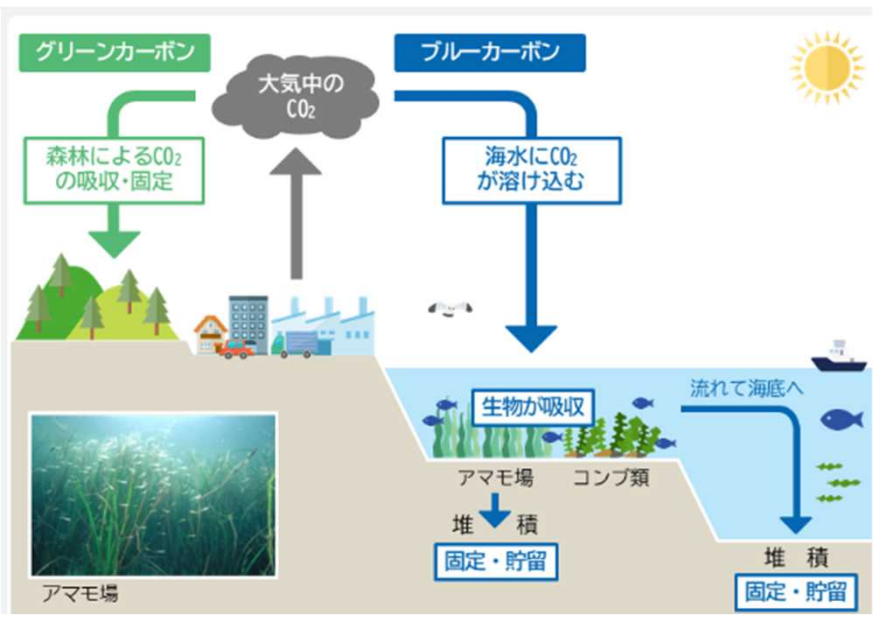 グリーンカーボン
大気中の
CO₂
ブルーカーボン
森林によるCO₂
の吸収・固定
海水にCO₂
が溶け込む
生物が吸収
流れて海底へ
アマモ場
コンブ類
堆 積
固定・貯留
堆 積
固定・貯留
アマモ場